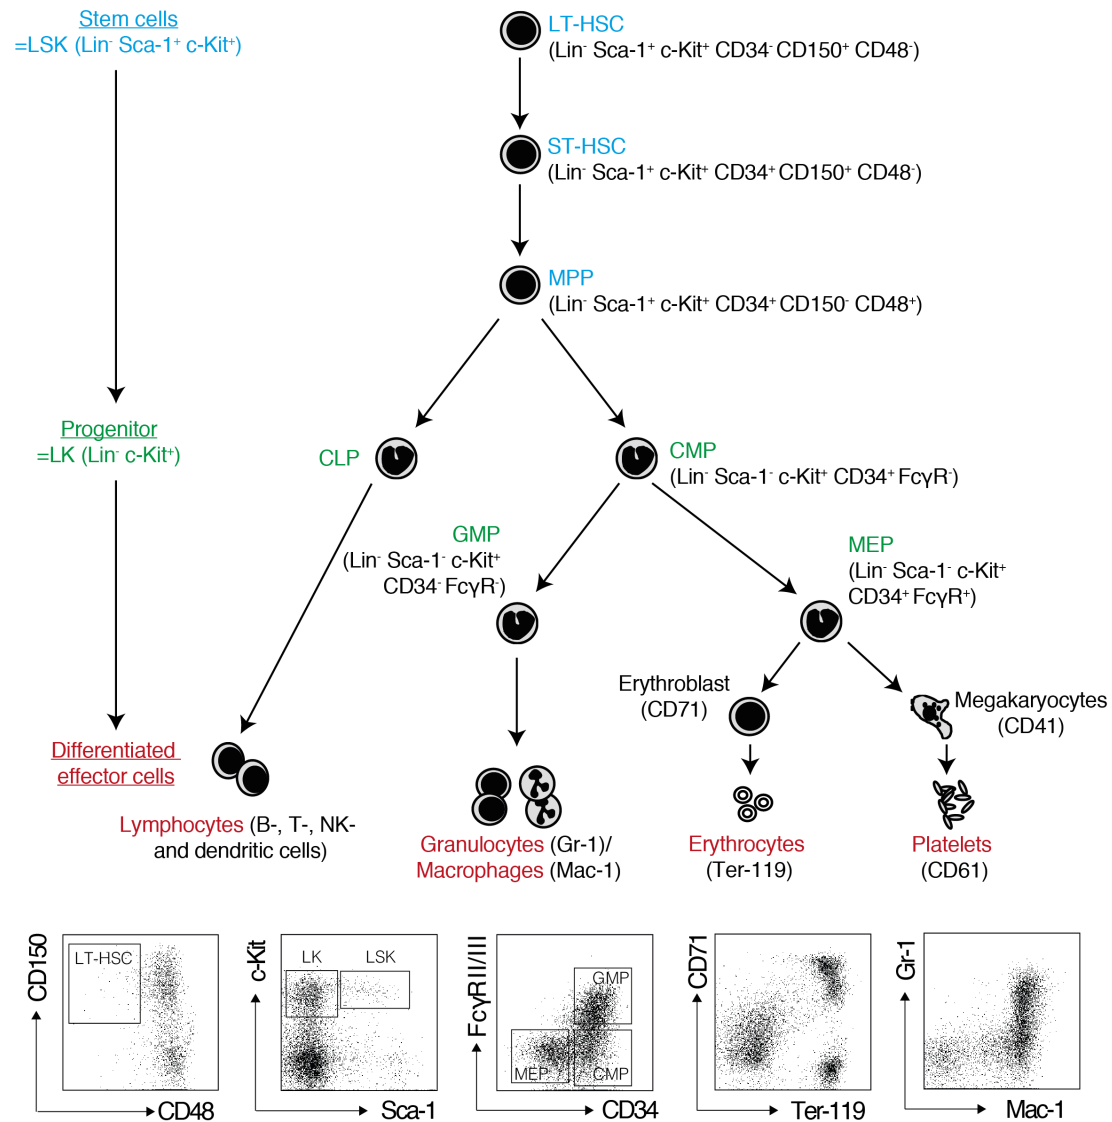 Stem cells
=LSK (Lin⁻ Sca-1⁺ c-Kit⁺)
LT-HSC
(Lin⁻ Sca-1⁺ c-Kit⁺ CD34⁻ CD150⁺ CD48⁻)
ST-HSC
(Lin⁻ Sca-1⁺ c-Kit⁺ CD34⁺ CD150⁺ CD48⁻)
MPP
(Lin⁻ Sca-1⁺ c-Kit⁺ CD34⁺ CD150⁻ CD48⁺)
Progenitor
=LK (Lin⁻ c-Kit⁺)
CLP
CMP
(Lin⁻ Sca-1⁻ c-Kit⁺ CD34⁺ FcγR⁻)
GMP
(Lin⁻ Sca-1⁻ c-Kit⁺
CD34⁻ FcγR⁻)
MEP
(Lin⁻ Sca-1⁻ c-Kit⁺
CD34⁺ FcγR⁺)
Erythroblast
(CD71)
Megakaryocytes
(CD41)
Differentiated
effector cells
Lymphocytes (B-, T-, NK-
and dendritic cells)
Granulocytes (Gr-1)/
Macrophages (Mac-1)
Erythrocytes
(Ter-119)
Platelets
(CD61)
CD150
LT-HSC
CD48
c-Kit
LK
LSK
Sca-1
FcγRII/III
GMP
MEP
CMP
CD34
CD71
Ter-119
Gr-1
Mac-1